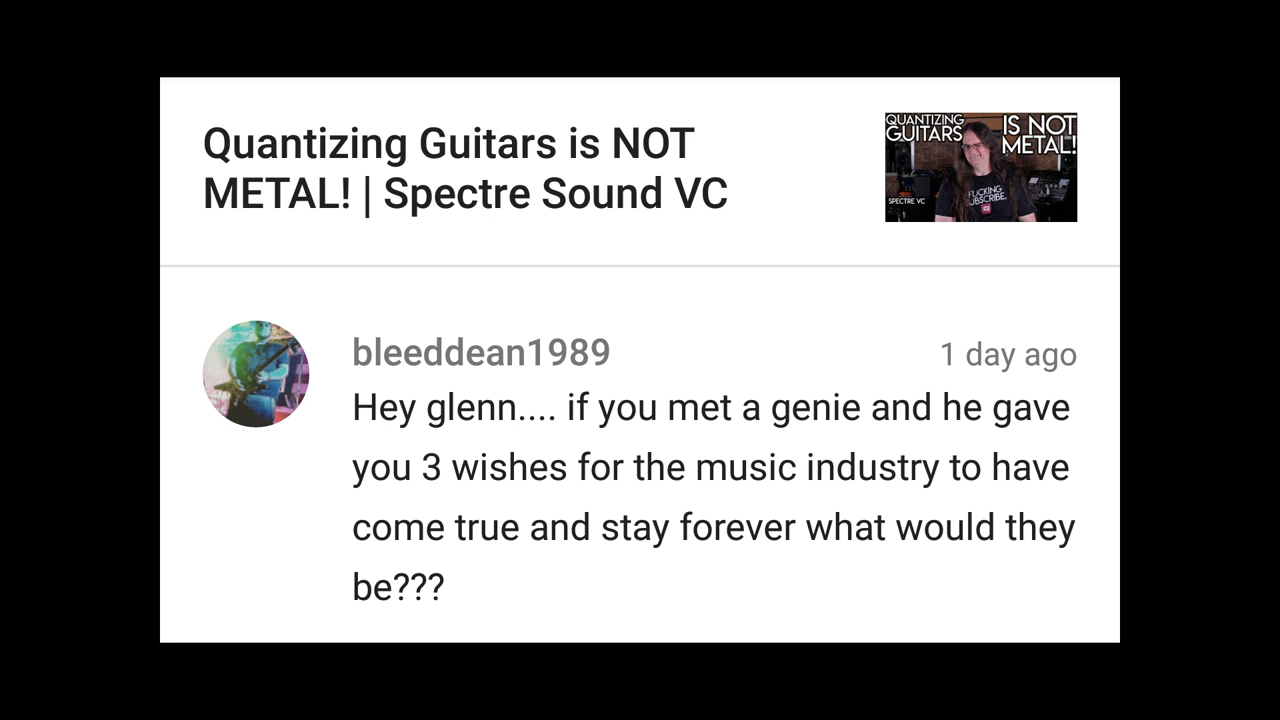 Quantizing Guitars is NOT
METAL! | Spectre Sound VC
QUANTIZING
GUITARS
IS NOT
METAL!
FUCKING
SUBSCRIBE.
SPECTRE VC
bleeddean1989
1 day ago
Hey glenn.... if you met a genie and he gave
you 3 wishes for the music industry to have
come true and stay forever what would they
be???